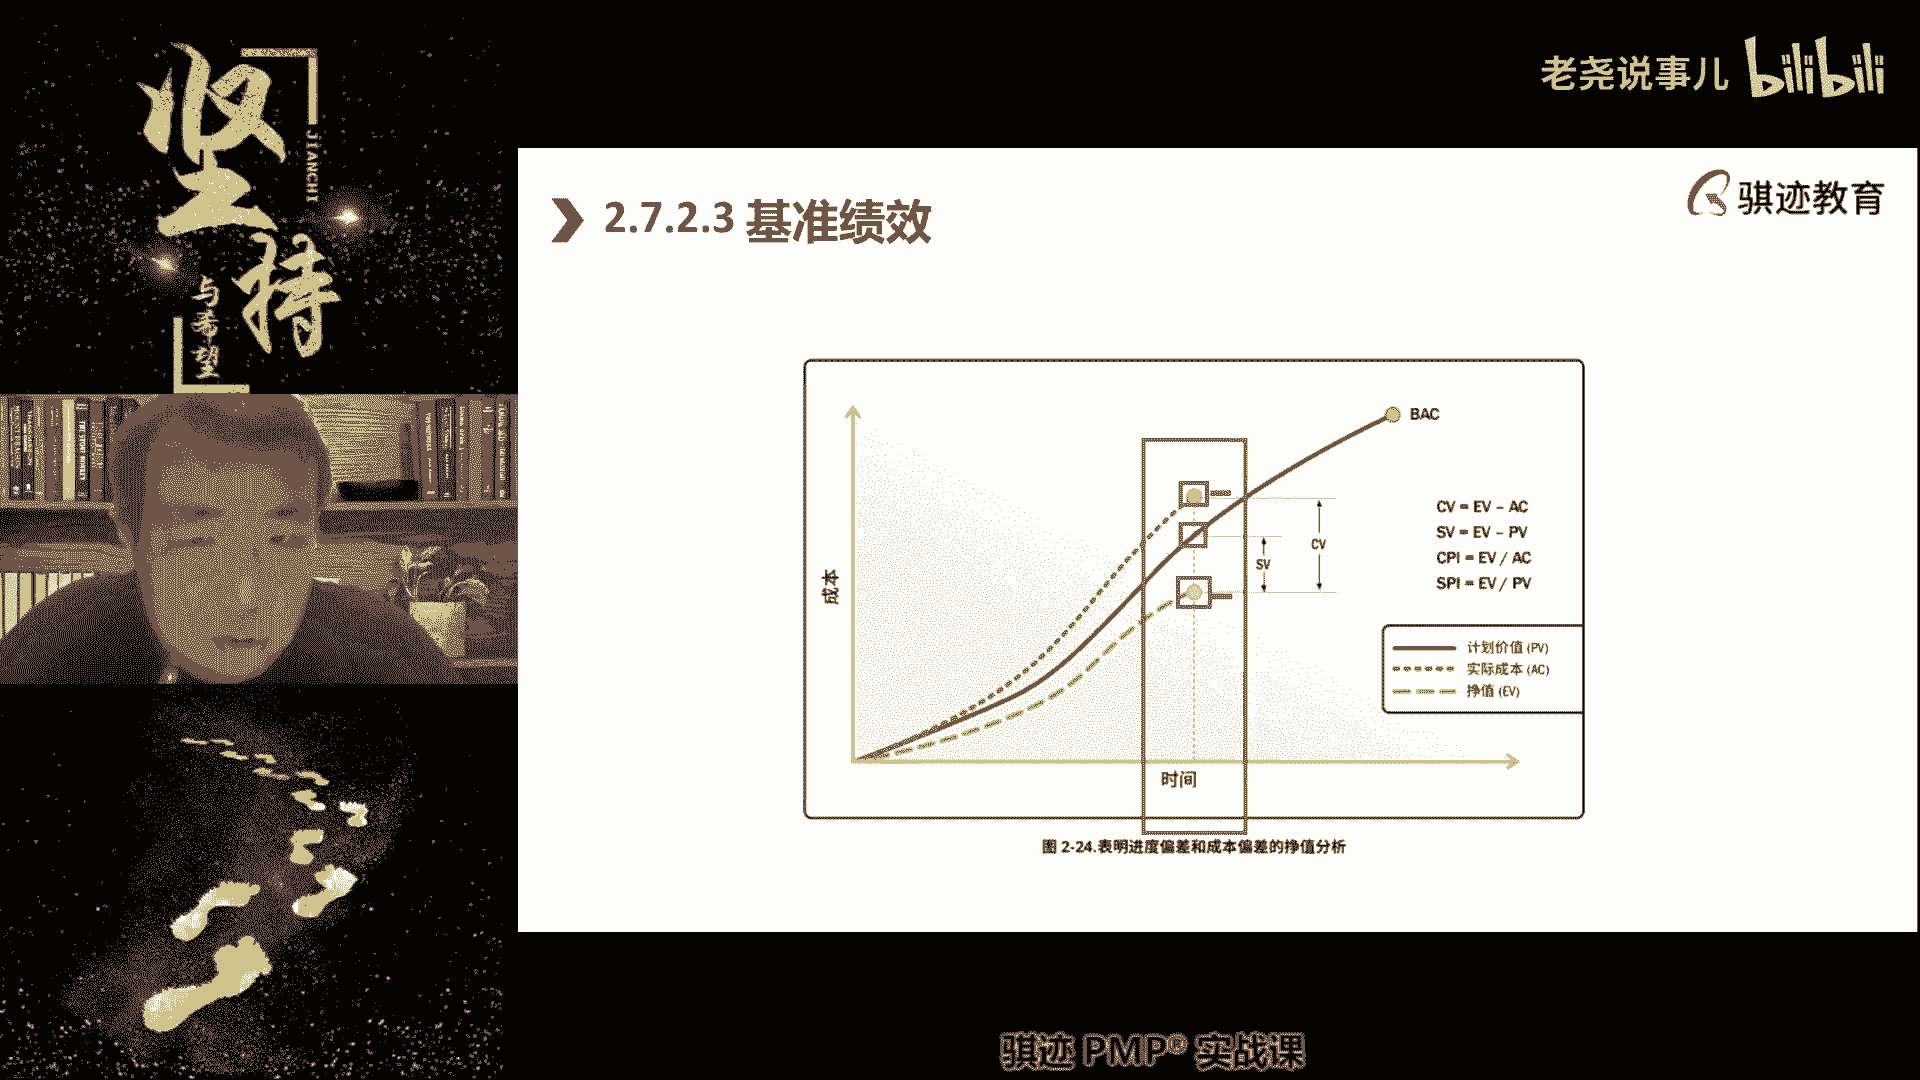 坚持
JIANCHI
与希望
老尧说事儿 bilibili
骐迹教育
2.7.2.3 基准绩效
BAC
CV = EV – AC
SV = EV – PV
CPI = EV / AC
SPI = EV / PV
CV
SV
成本
计划价值 (PV)
实际成本 (AC)
挣值 (EV)
时间
图 2-24.表明进度偏差和成本偏差的挣值分析
骐迹 PMP® 实战课